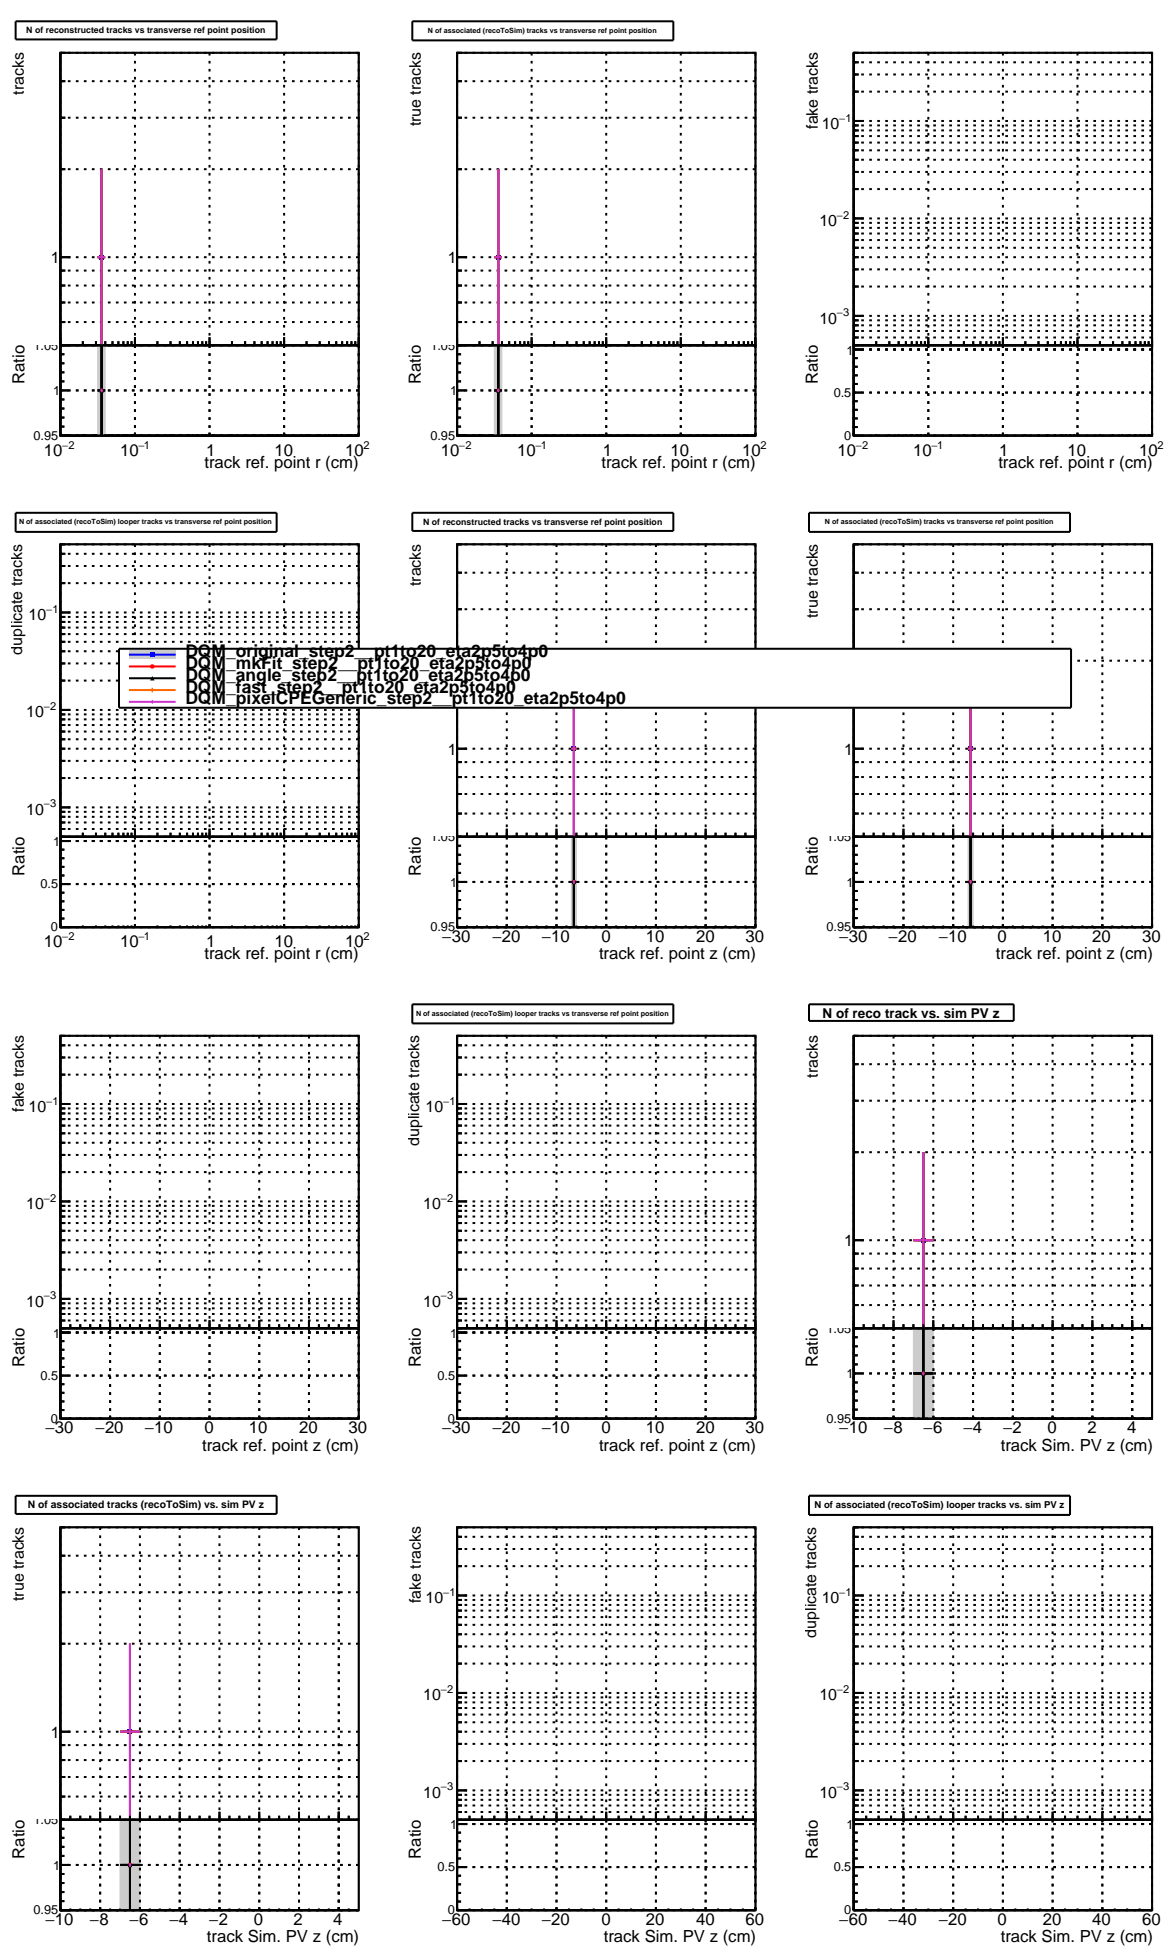 N of reconstructed tracks vs transverse ref point position
tracks
1
1.05
Ratio
1
0.95
10−2 10−1 1 10 102
track ref. point r (cm)
N of associated (recoToSim) tracks vs transverse ref point position
true tracks
1
1.05
Ratio
1
0.95
10−2 10−1 1 10 102
track ref. point r (cm)
fake tracks
10−1
10−2
10−3
1
Ratio
0.5
0
10−2 10−1 1 10 102
track ref. point r (cm)
N of associated (recoToSim) looper tracks vs transverse ref point position
duplicate tracks
10−1
10−2
10−3
1
Ratio
0.5
0
10−2 10−1 1 10 102
track ref. point r (cm)
N of reconstructed tracks vs transverse ref point position
tracks
1
1.05
Ratio
1
0.95
−30 −20 −10 0 10 20 30
track ref. point z (cm)
N of associated (recoToSim) tracks vs transverse ref point position
true tracks
1
1.05
Ratio
1
0.95
−30 −20 −10 0 10 20 30
track ref. point z (cm)
DQM_original_step2__pt1to20_eta2p5to4p0
DQM_mkFit_step2__pt1to20_eta2p5to4p0
DQM_angle_step2__pt1to20_eta2p5to4p0
DQM_fast_step2__pt1to20_eta2p5to4p0
DQM_pixelCPEGeneric_step2__pt1to20_eta2p5to4p0
fake tracks
10−1
10−2
10−3
1
Ratio
0.5
0
−30 −20 −10 0 10 20 30
track ref. point z (cm)
N of associated (recoToSim) looper tracks vs transverse ref point position
duplicate tracks
10−1
10−2
10−3
1
Ratio
0.5
0
−30 −20 −10 0 10 20 30
track ref. point z (cm)
N of reco track vs. sim PV z
tracks
1
1.05
Ratio
1
0.95
−10 −8 −6 −4 −2 0 2 4
track Sim. PV z (cm)
N of associated tracks (recoToSim) vs. sim PV z
true tracks
1
1.05
Ratio
1
0.95
−10 −8 −6 −4 −2 0 2 4
track Sim. PV z (cm)
fake tracks
10−1
10−2
10−3
1
Ratio
0.5
0
−60 −40 −20 0 20 40 60
track Sim. PV z (cm)
N of associated (recoToSim) looper tracks vs. sim PV z
duplicate tracks
10−1
10−2
10−3
1
Ratio
0.5
0
−60 −40 −20 0 20 40 60
track Sim. PV z (cm)